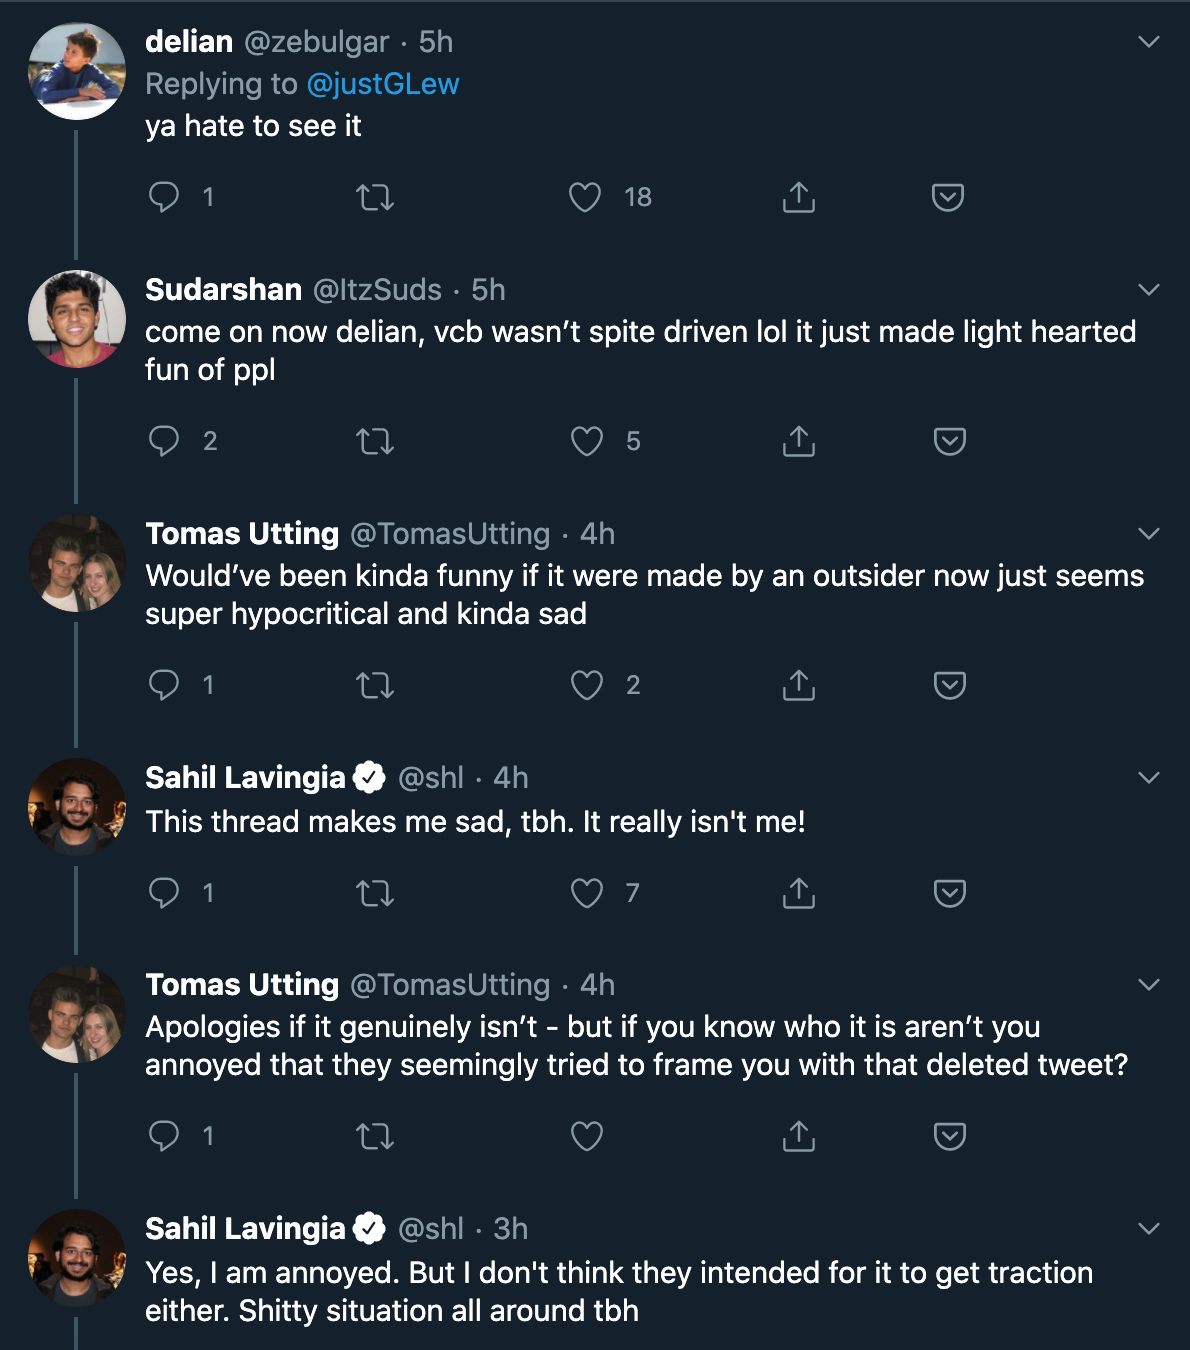 delian @zebulgar · 5h
Replying to @justGLew
ya hate to see it
1 18
Sudarshan @ItzSuds · 5h
come on now delian, vcb wasn’t spite driven lol it just made light hearted
fun of ppl
2 5
Tomas Utting @TomasUtting · 4h
Would’ve been kinda funny if it were made by an outsider now just seems
super hypocritical and kinda sad
1 2
Sahil Lavingia @shl · 4h
This thread makes me sad, tbh. It really isn't me!
1 7
Tomas Utting @TomasUtting · 4h
Apologies if it genuinely isn’t - but if you know who it is aren’t you
annoyed that they seemingly tried to frame you with that deleted tweet?
1
Sahil Lavingia @shl · 3h
Yes, I am annoyed. But I don't think they intended for it to get traction
either. Shitty situation all around tbh